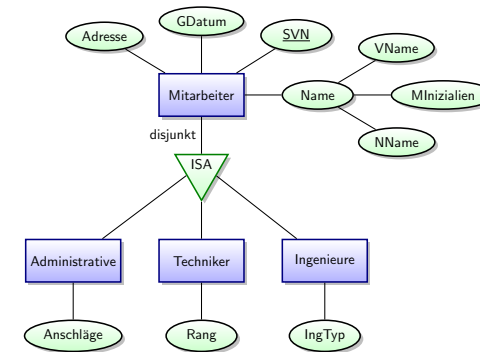 GDatum
Adresse
SVN
VName
Mitarbeiter
Name
MInizialien
disjunkt
NName
ISA
Administrative
Techniker
Ingenieure
Anschläge
Rang
IngTyp